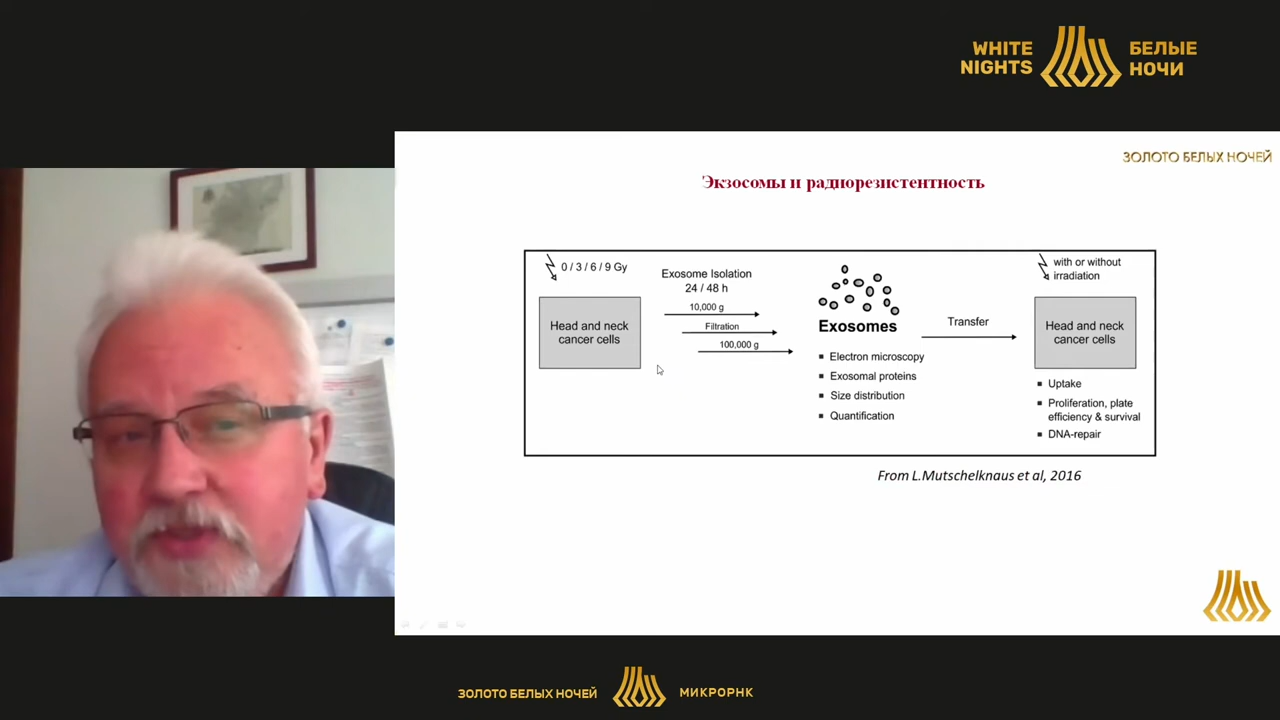 WHITE
NIGHTS
БЕЛЫЕ
НОЧИ
ЗОЛОТО БЕЛЫХ НОЧЕЙ
Экзосомы и радиорезистентность
0 / 3 / 6 / 9 Gy
Head and neck
cancer cells
Exosome Isolation
24 / 48 h
10,000 g
Filtration
100,000 g
Exosomes
▪ Electron microscopy
▪ Exosomal proteins
▪ Size distribution
▪ Quantification
Transfer
with or without
irradiation
Head and neck
cancer cells
▪ Uptake
▪ Proliferation, plate
efficiency & survival
▪ DNA-repair
From L.Mutschelknaus et al, 2016
ЗОЛОТО БЕЛЫХ НОЧЕЙ
МИКРОРНК